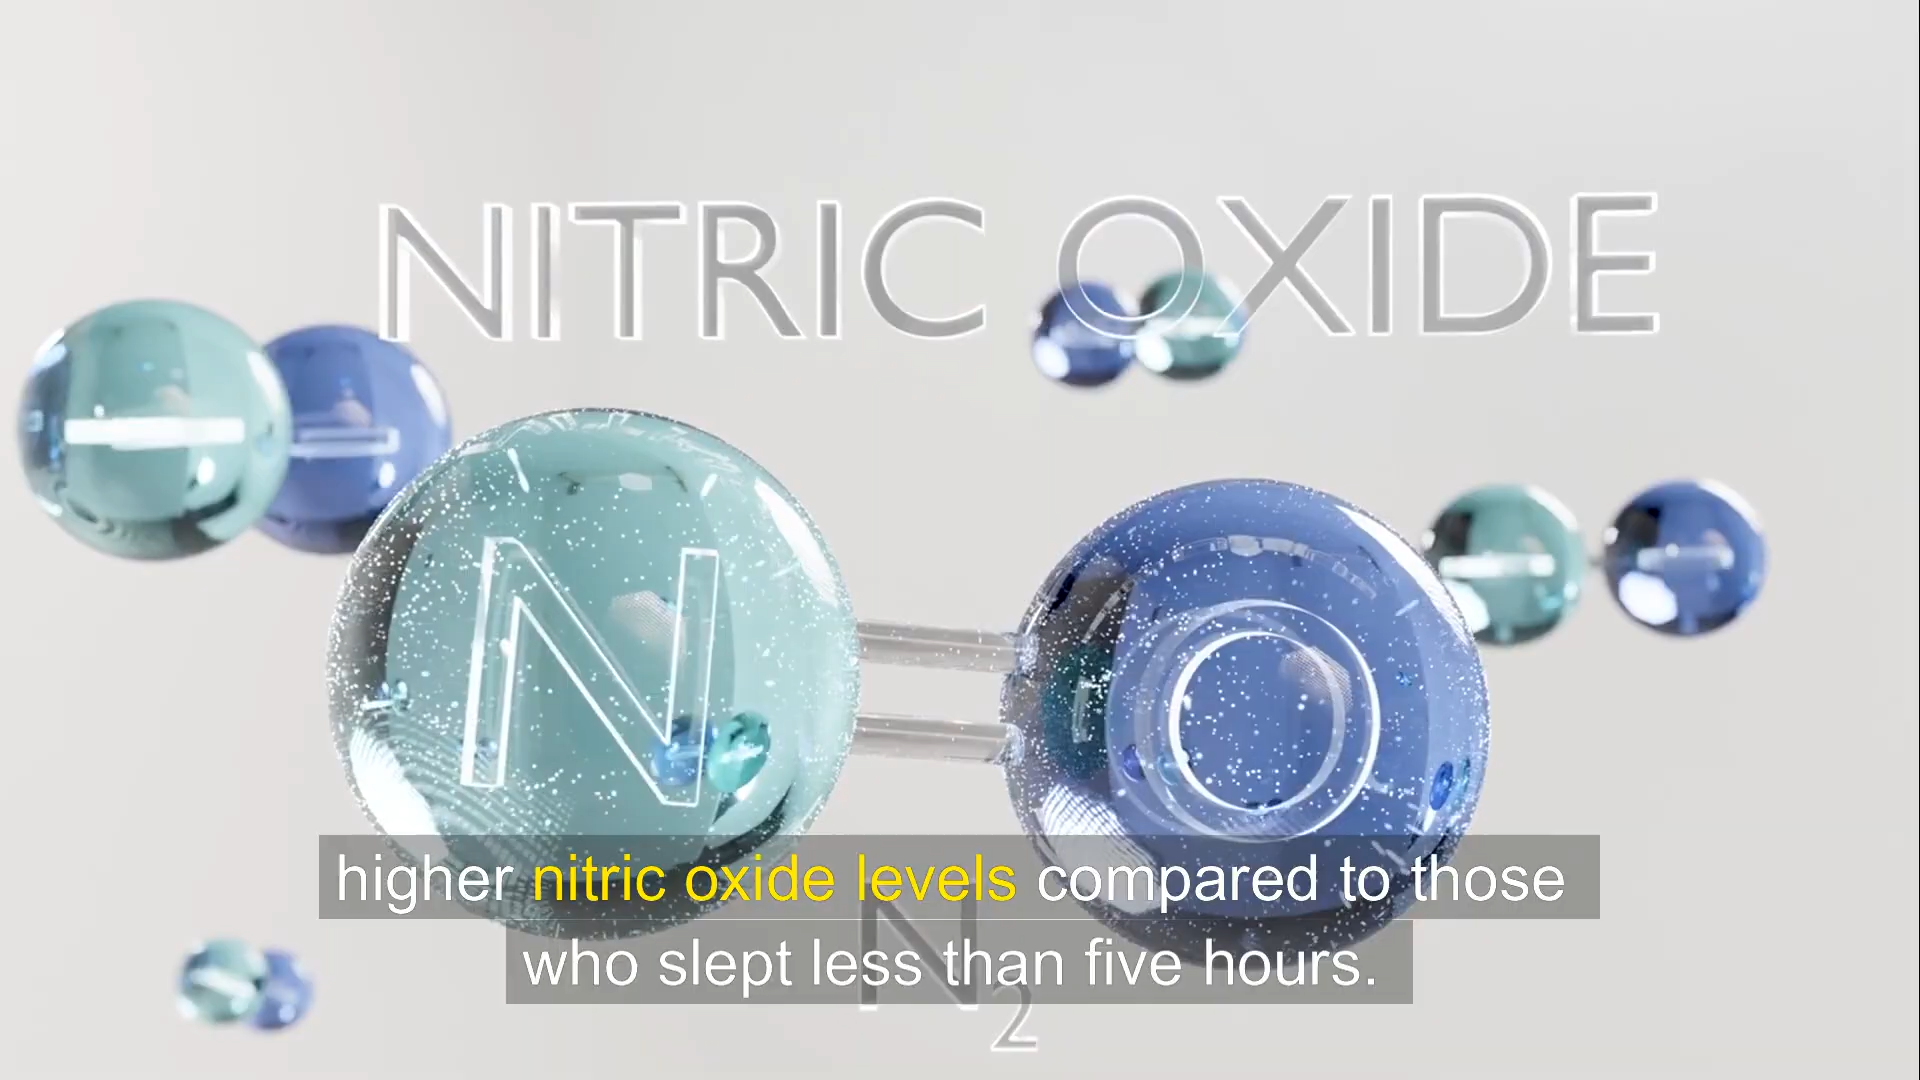 NITRIC OXIDE
N O
higher nitric oxide levels compared to those
who slept less than five hours.
N2